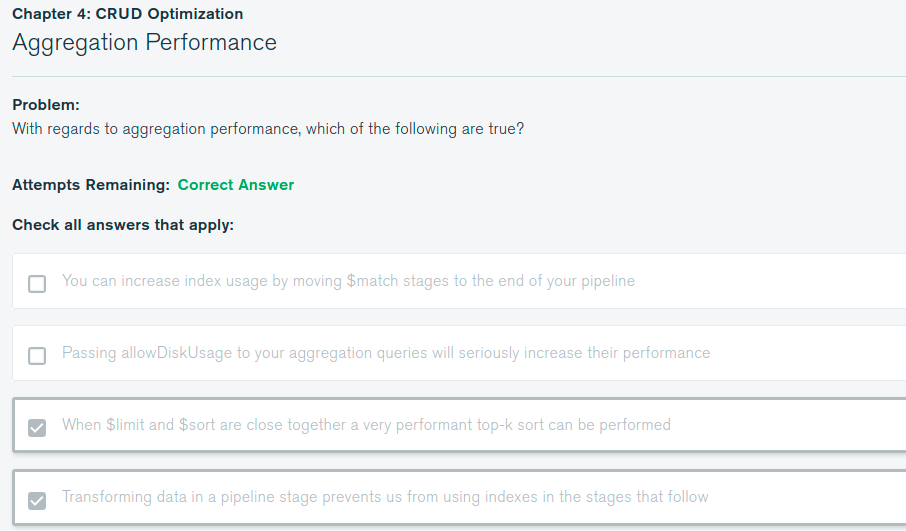 Chapter 4: CRUD Optimization
Aggregation Performance
Problem:
With regards to aggregation performance, which of the following are true?
Attempts Remaining: Correct Answer
Check all answers that apply:
You can increase index usage by moving $match stages to the end of your pipeline
Passing allowDiskUsage to your aggregation queries will seriously increase their performance
When $limit and $sort are close together a very performant top-k sort can be performed
Transforming data in a pipeline stage prevents us from using indexes in the stages that follow